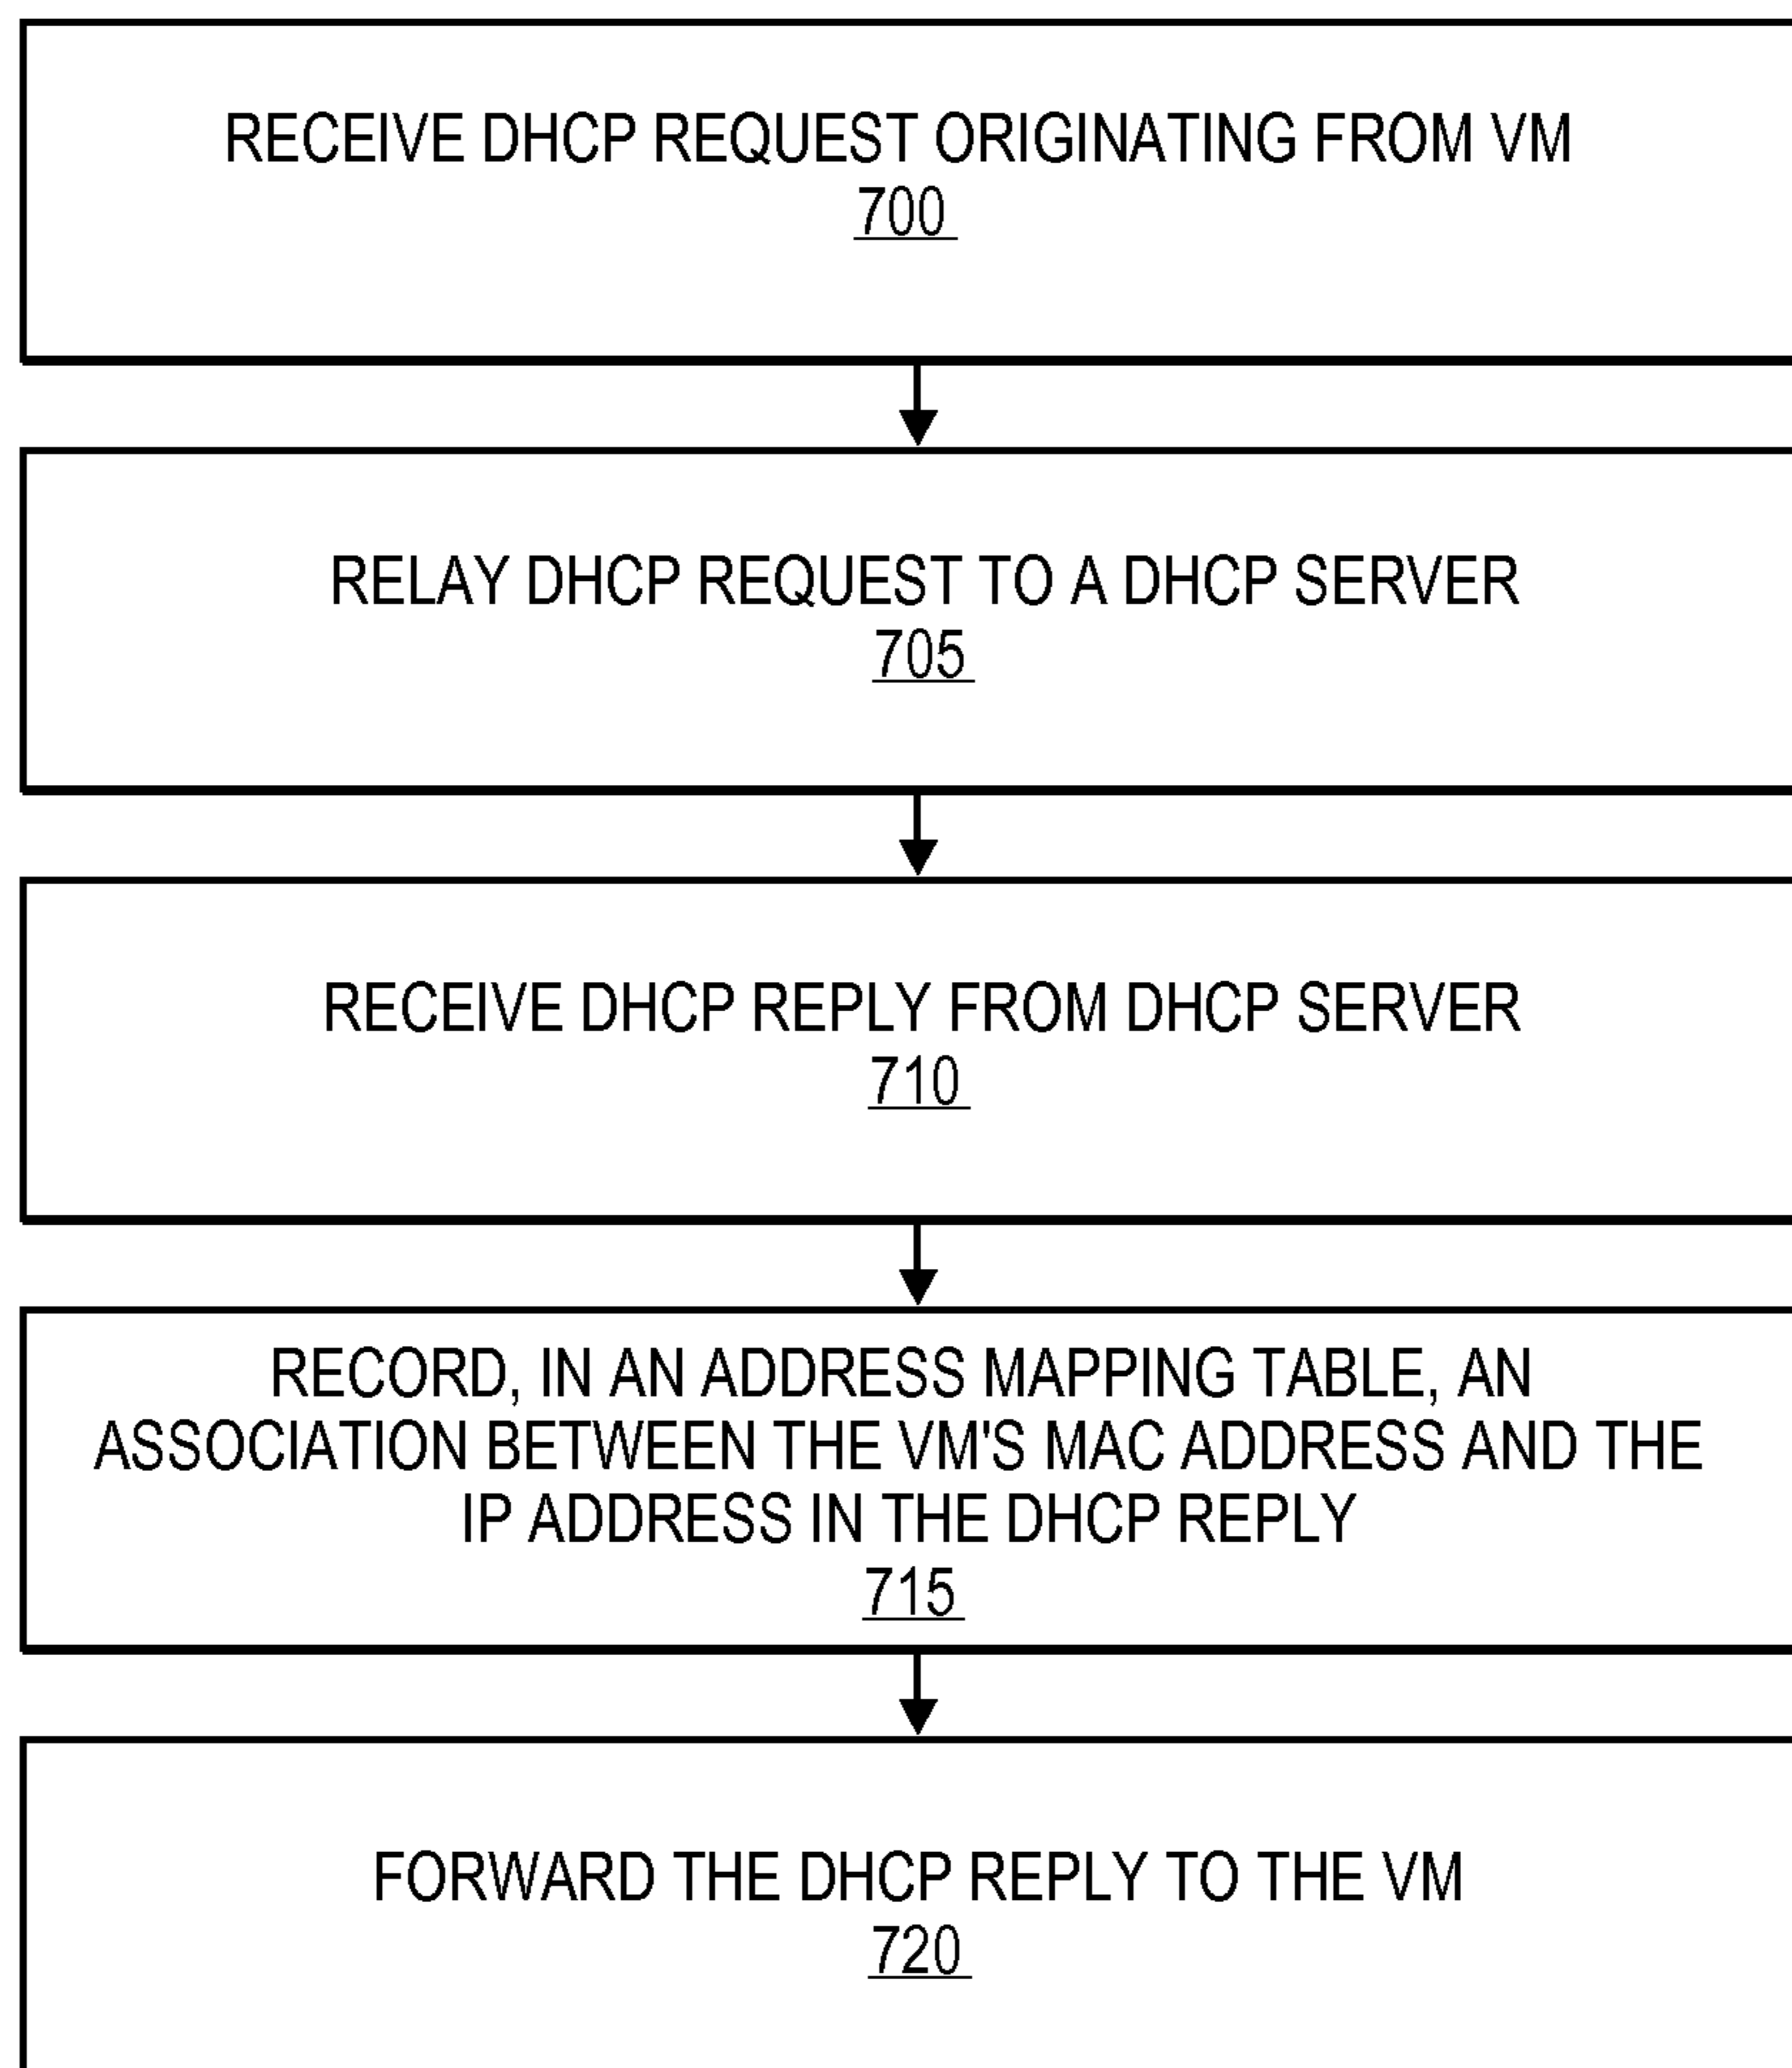 RECEIVE DHCP REQUEST ORIGINATING FROM VM
700
RELAY DHCP REQUEST TO A DHCP SERVER
705
RECEIVE DHCP REPLY FROM DHCP SERVER
710
RECORD, IN AN ADDRESS MAPPING TABLE, AN
ASSOCIATION BETWEEN THE VM'S MAC ADDRESS AND THE
IP ADDRESS IN THE DHCP REPLY
715
FORWARD THE DHCP REPLY TO THE VM
720